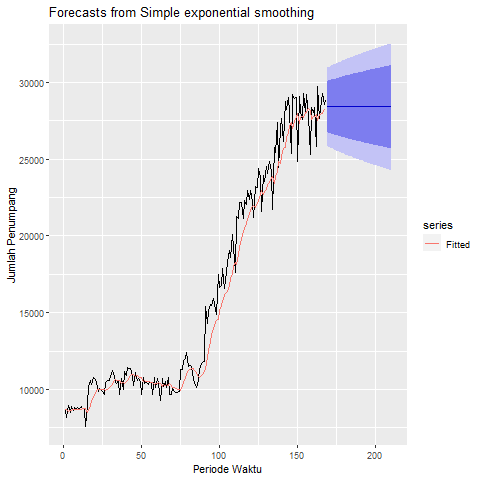 Forecasts from Simple exponential smoothing
30000
25000
20000
15000
10000
Jumlah Penumpang
0
50
100
150
200
Periode Waktu
series
Fitted